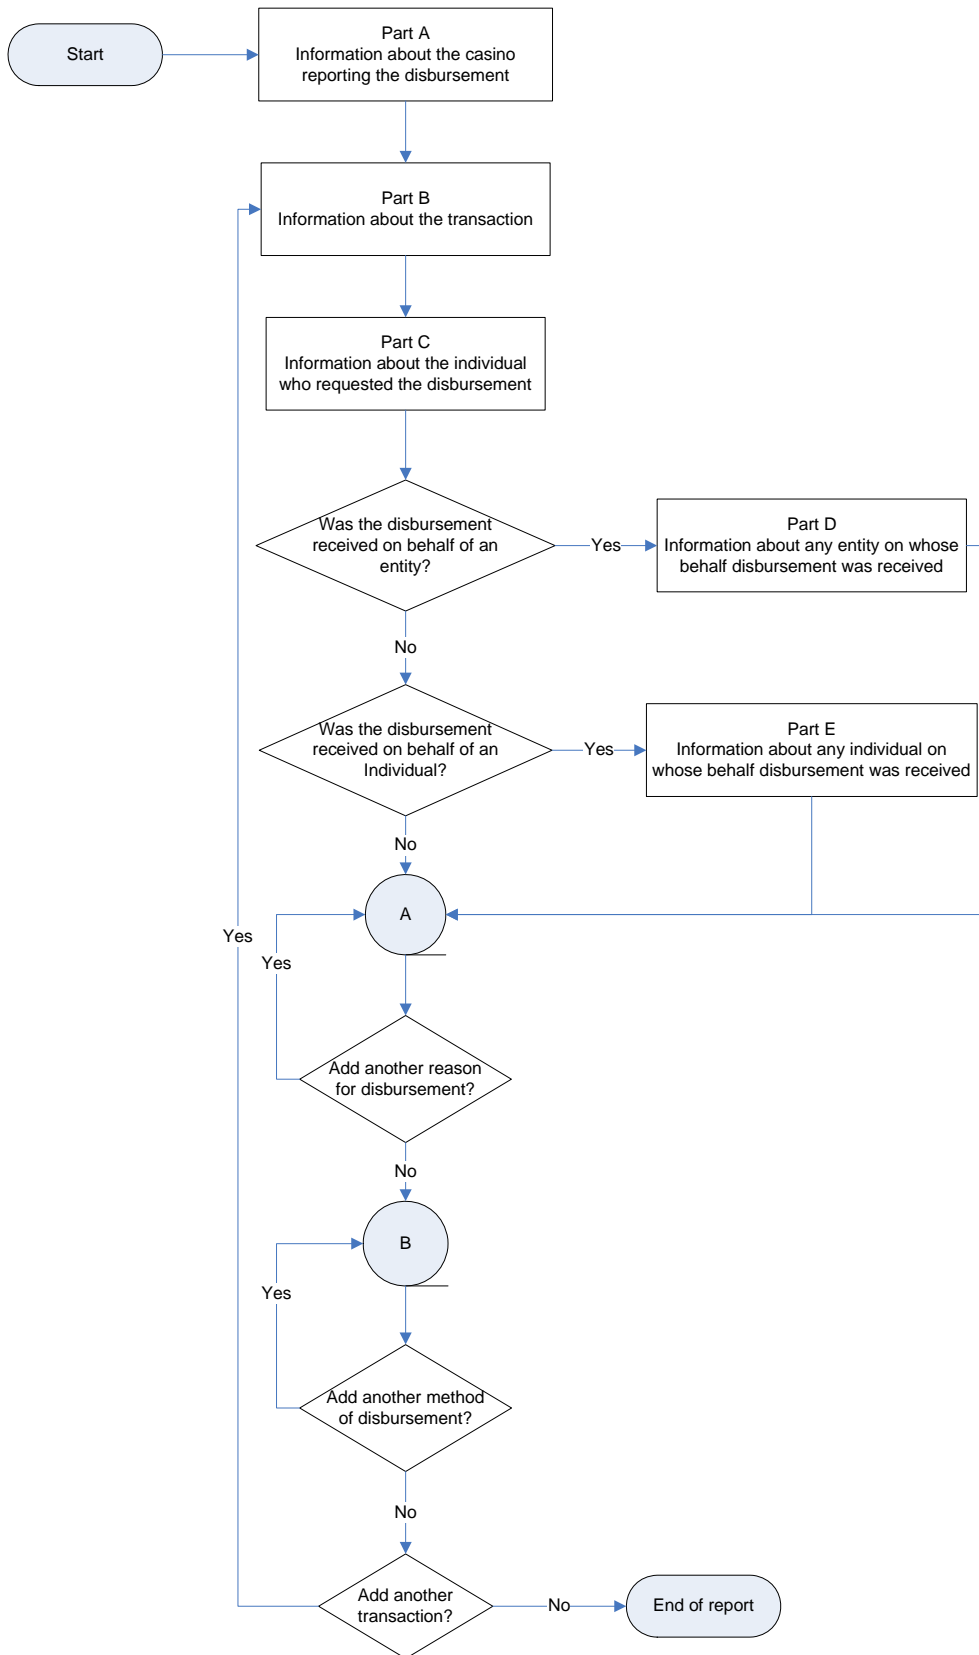 Start
Part A
Information about the casino
reporting the disbursement
Part B
Information about the transaction
Part C
Information about the individual
who requested the disbursement
Was the disbursement
received on behalf of an
entity?
Yes
Part D
Information about any entity on whose
behalf disbursement was received
No
Was the disbursement
received on behalf of an
Individual?
Yes
Part E
Information about any individual on
whose behalf disbursement was received
No
A
Yes
Yes
Add another reason
for disbursement?
No
B
Yes
Add another method
of disbursement?
No
Add another
transaction?
No
End of report